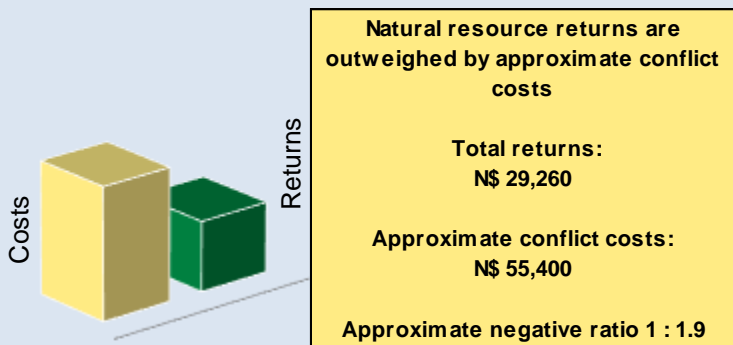 Costs
Returns
Natural resource returns are
outweighed by approximate conflict
costs
Total returns:
N$ 29,260
Approximate conflict costs:
N$ 55,400
Approximate negative ratio 1 : 1.9